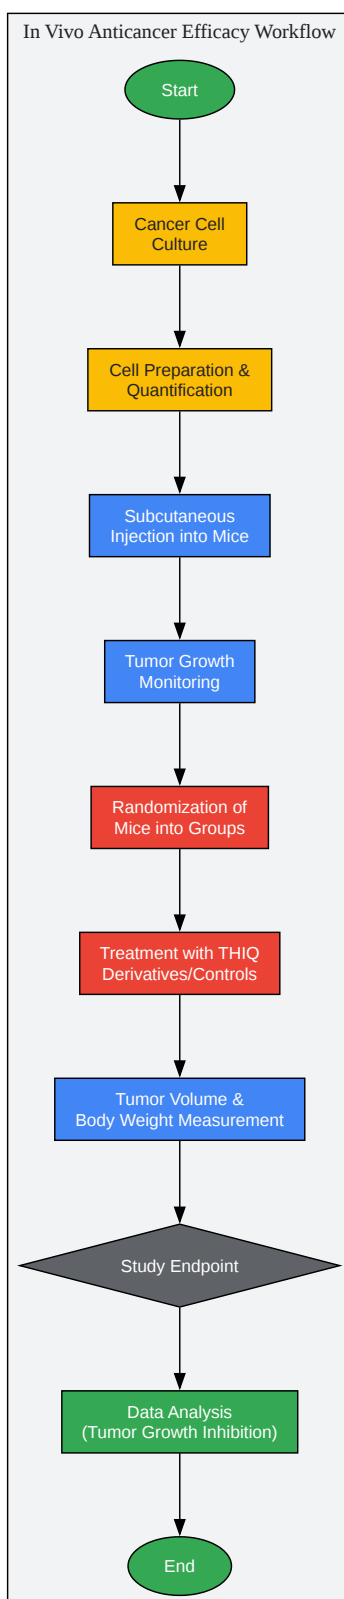 In Vivo Anticancer Efficacy Workflow
Start
Cancer Cell
Culture
Cell Preparation &
Quantification
Subcutaneous
Injection into Mice
Tumor Growth
Monitoring
Randomization of
Mice into Groups
Treatment with THIQ
Derivatives/Controls
Tumor Volume &
Body Weight Measurement
Study Endpoint
Data Analysis
(Tumor Growth Inhibition)
End